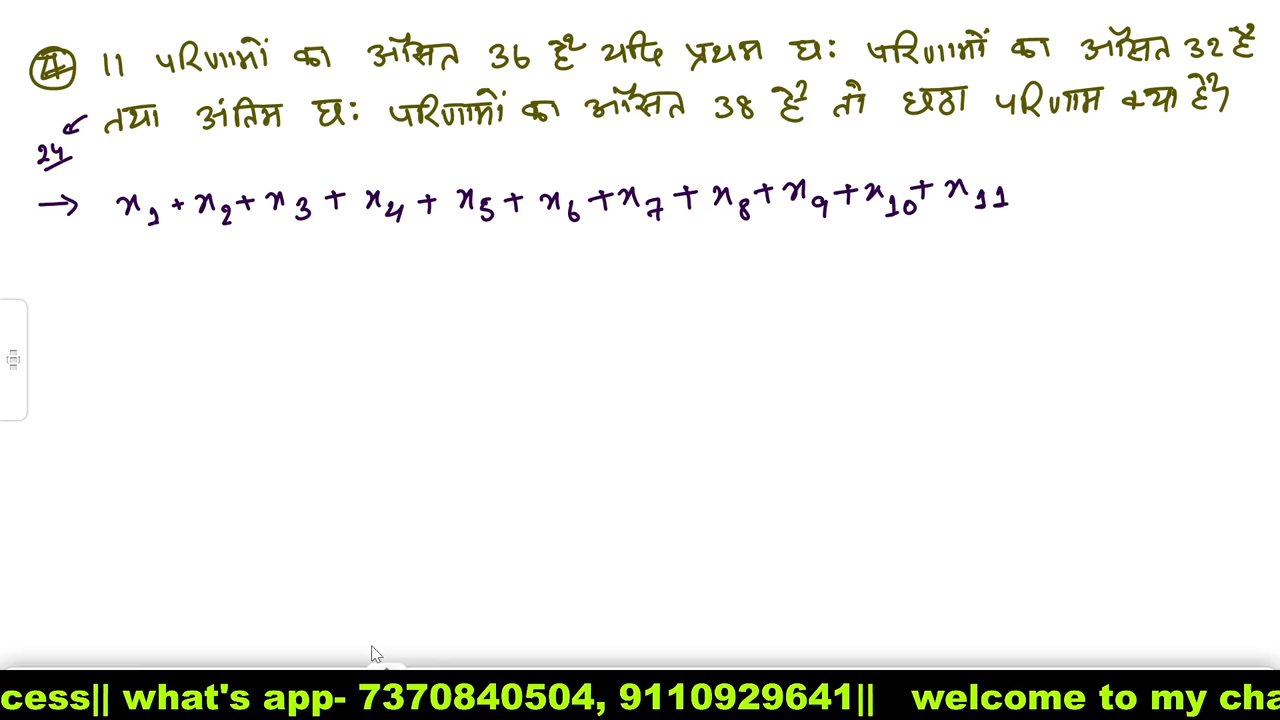 ④ 11 परिणामों का औसत 36 है यदि प्रथम छः परिणामों का औसत 32 है
तथा अंतिम छः परिणामों का औसत 38 है तो छठा परिणाम क्या है?
24
→ x₁ + x₂ + x₃ + x₄ + x₅ + x₆ + x₇ + x₈ + x₉ + x₁₀ + x₁₁
cess|| what's app- 7370840504, 9110929641|| welcome to my cha